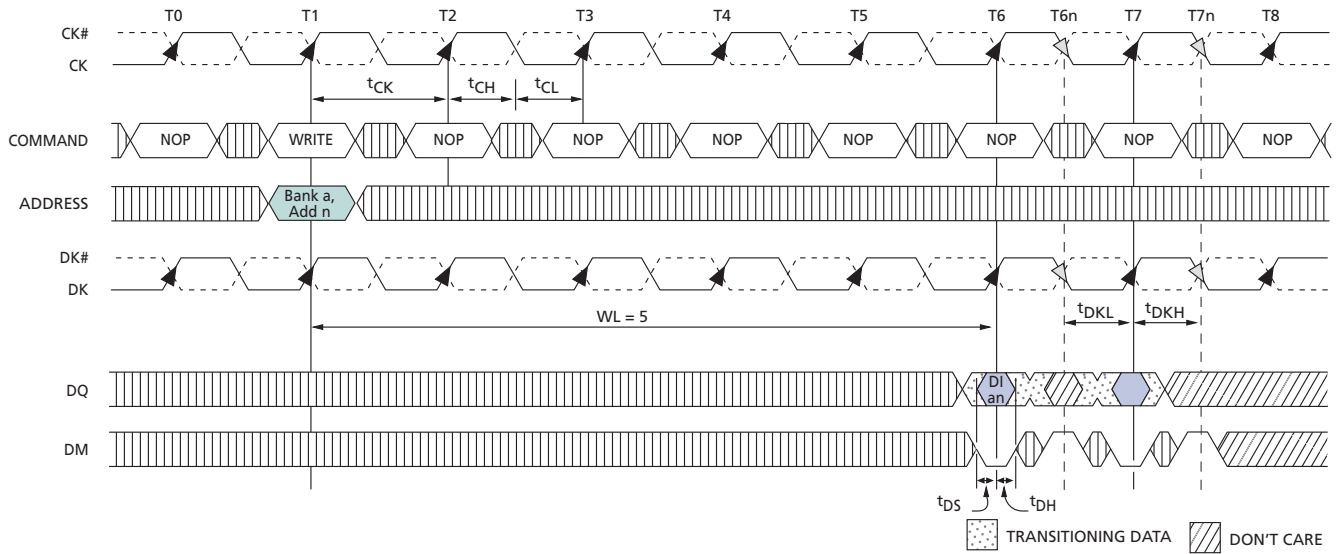 T0 T1 T2 T3 T4 T5 T6 T6n T7 T7n T8
CK#
CK
tCK tCH tCL
COMMAND NOP WRITE NOP NOP NOP NOP NOP NOP NOP
ADDRESS Bank a,
Add n
DK#
DK
WL = 5 tDKL tDKH
DQ DI
an
DM
tDS tDH
TRANSITIONING DATA DON'T CARE